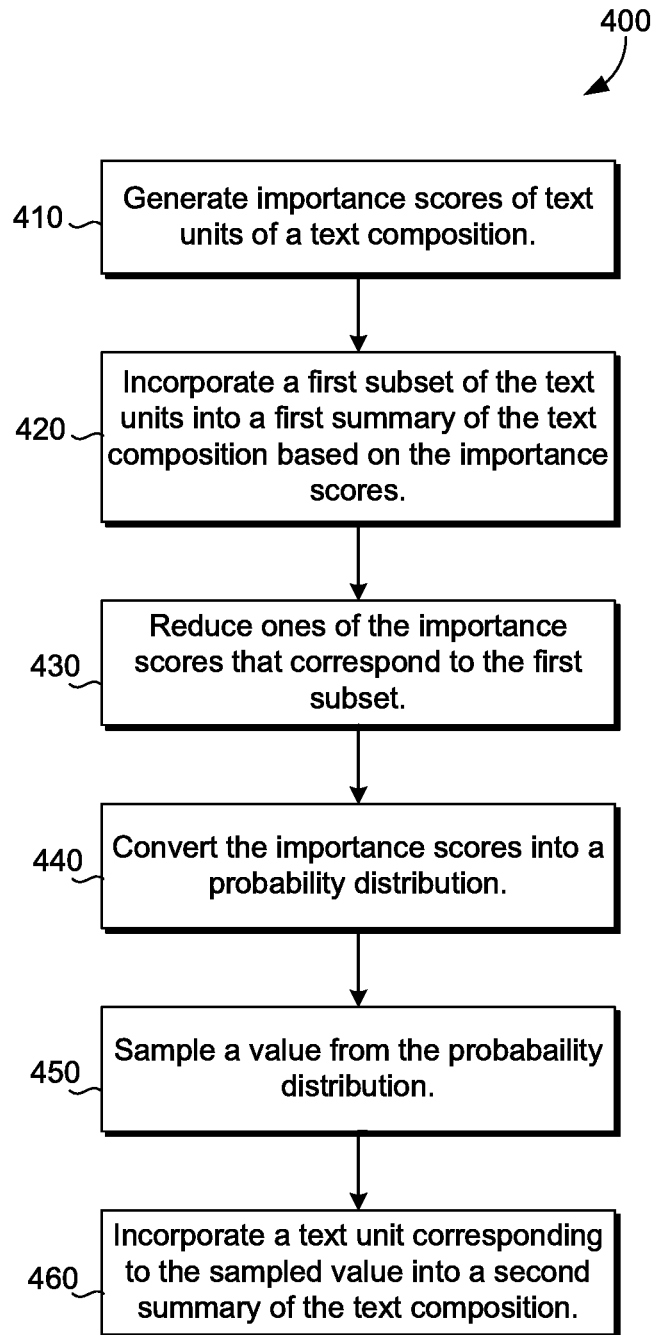 400
410
Generate importance scores of text
units of a text composition.
420
Incorporate a first subset of the text
units into a first summary of the text
composition based on the importance
scores.
430
Reduce ones of the importance
scores that correspond to the first
subset.
440
Convert the importance scores into a
probability distribution.
450
Sample a value from the probabaility
distribution.
460
Incorporate a text unit corresponding
to the sampled value into a second
summary of the text composition.